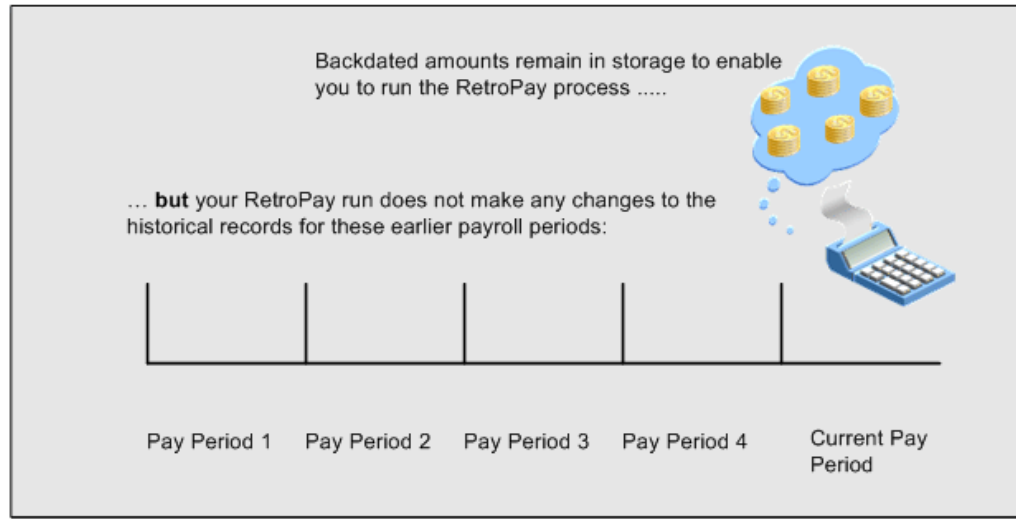 Backdated amounts remain in storage to enable
you to run the RetroPay process .....
... but your RetroPay run does not make any changes to the
historical records for these earlier payroll periods:
Pay Period 1
Pay Period 2
Pay Period 3
Pay Period 4
Current Pay
Period